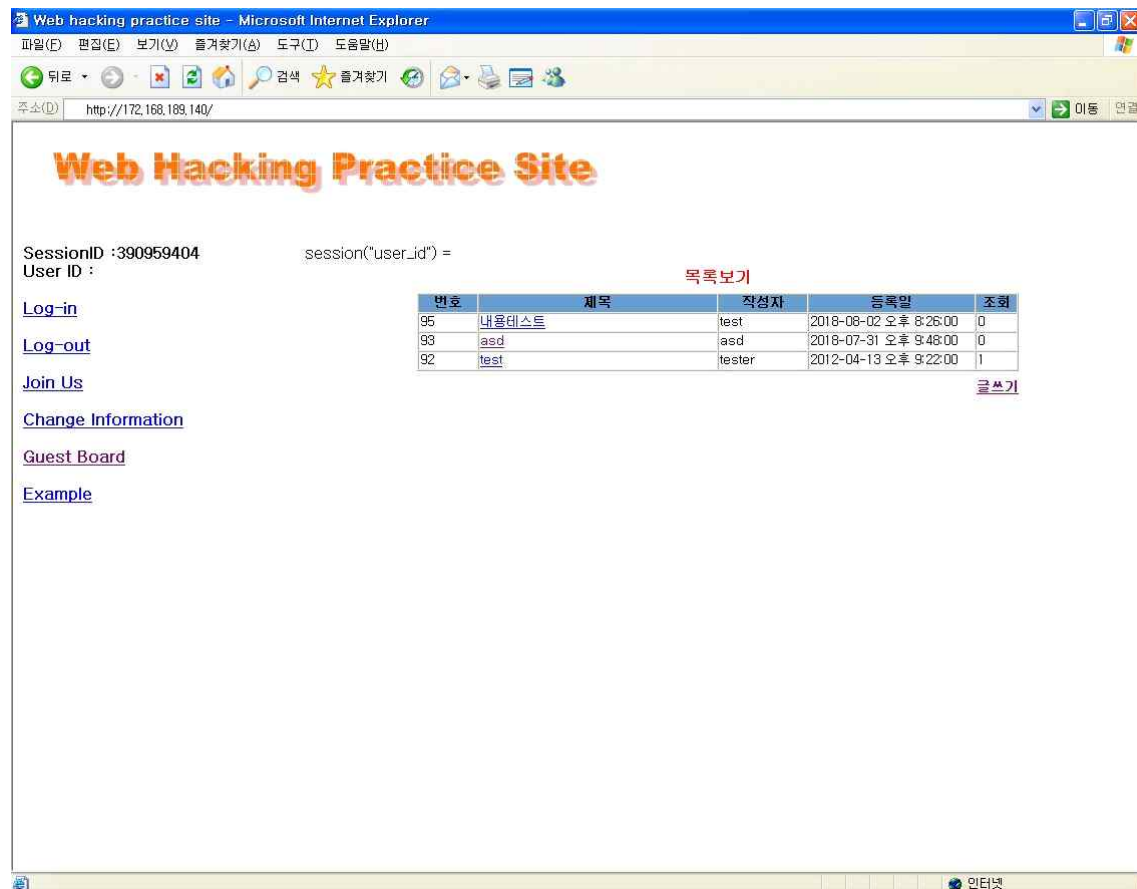 Web hacking practice site - Microsoft Internet Explorer
파일(F) 편집(E) 보기(V) 즐겨찾기(A) 도구(T) 도움말(H)
뒤로 검색 즐겨찾기
주소(D) http://172.168.189.140/ 이동 연결
Web Hacking Practice Site
SessionID :390959404 session("user_id") =
User ID :
목록보기
번호 제목 작성자 등록일 조회
95 내용테스트 test 2018-08-02 오후 8:26:00 0
93 asd asd 2018-07-31 오후 9:48:00 0
92 test tester 2012-04-13 오후 9:22:00 1
글쓰기
Log-in
Log-out
Join Us
Change Information
Guest Board
Example
인터넷